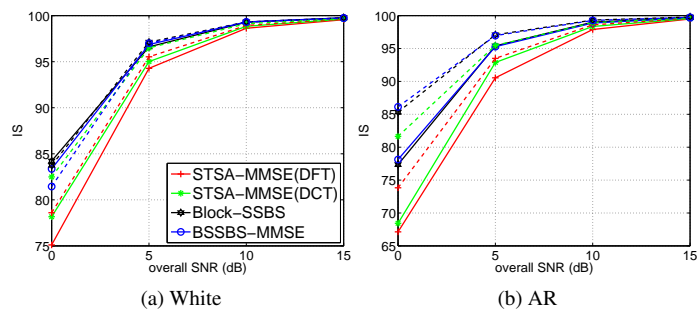 100
95
90
85
80
75
IS
0
5
10
15
overall SNR (dB)
STSA-MMSE(DFT)
STSA-MMSE(DCT)
Block-SSBS
BSSBS-MMSE
(a) White
100
95
90
85
80
75
70
65
IS
0
5
10
15
overall SNR (dB)
(b) AR